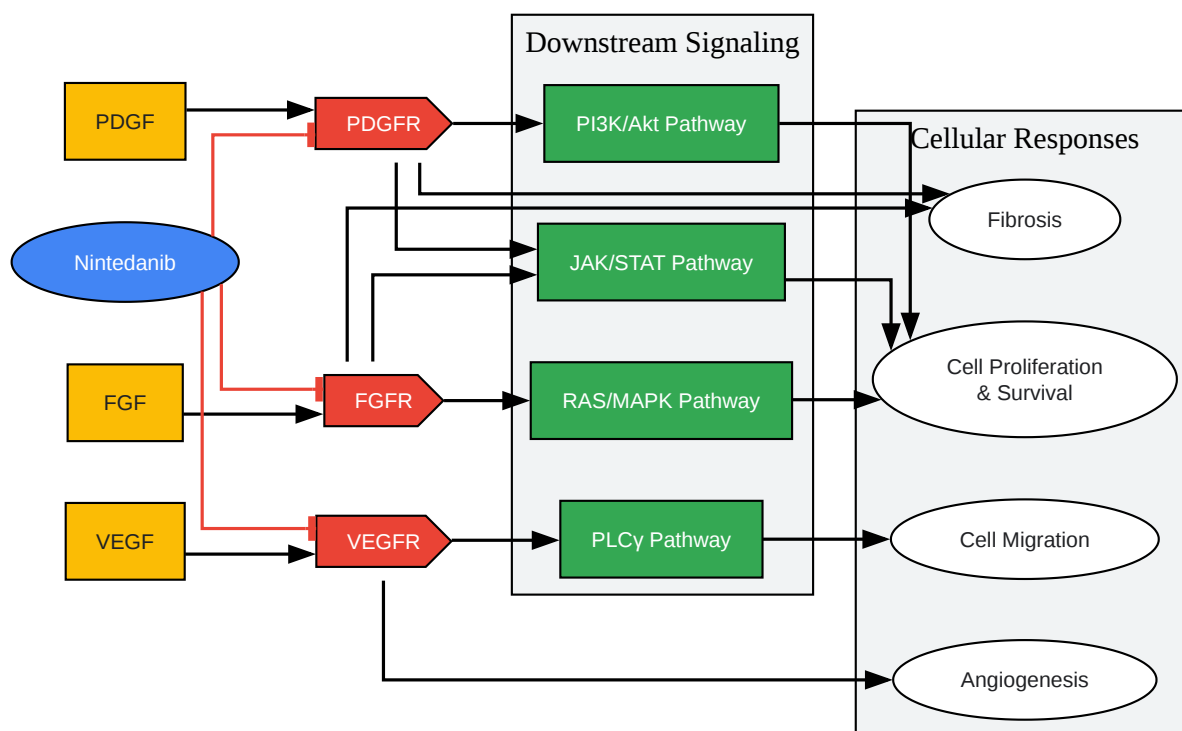 Downstream Signaling
PDGF
PDGFR
PI3K/Akt Pathway
Cellular Responses
Fibrosis
Nintedanib
JAK/STAT Pathway
Cell Proliferation
& Survival
FGF
FGFR
RAS/MAPK Pathway
VEGF
VEGFR
PLCγ Pathway
Cell Migration
Angiogenesis